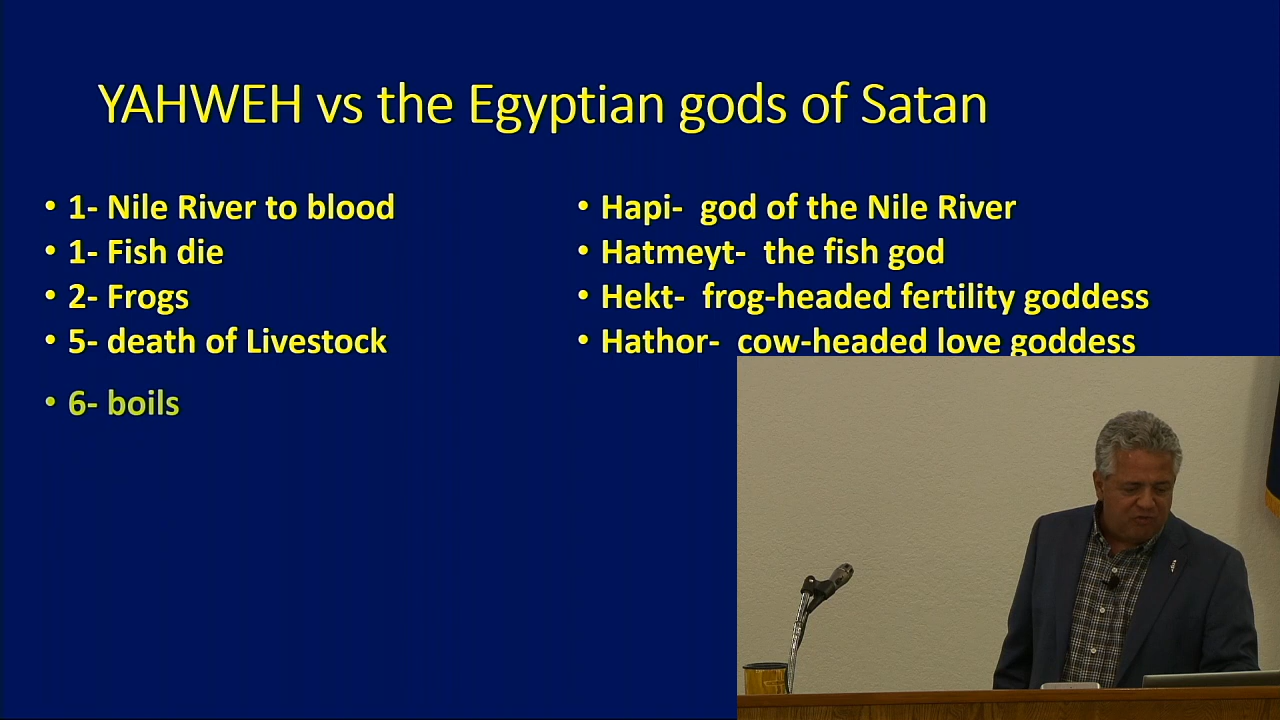 YAHWEH vs the Egyptian gods of Satan
• 1- Nile River to blood
• 1- Fish die
• 2- Frogs
• 5- death of Livestock
• 6- boils
• Hapi- god of the Nile River
• Hatmeyt- the fish god
• Hekt- frog-headed fertility goddess
• Hathor- cow-headed love goddess